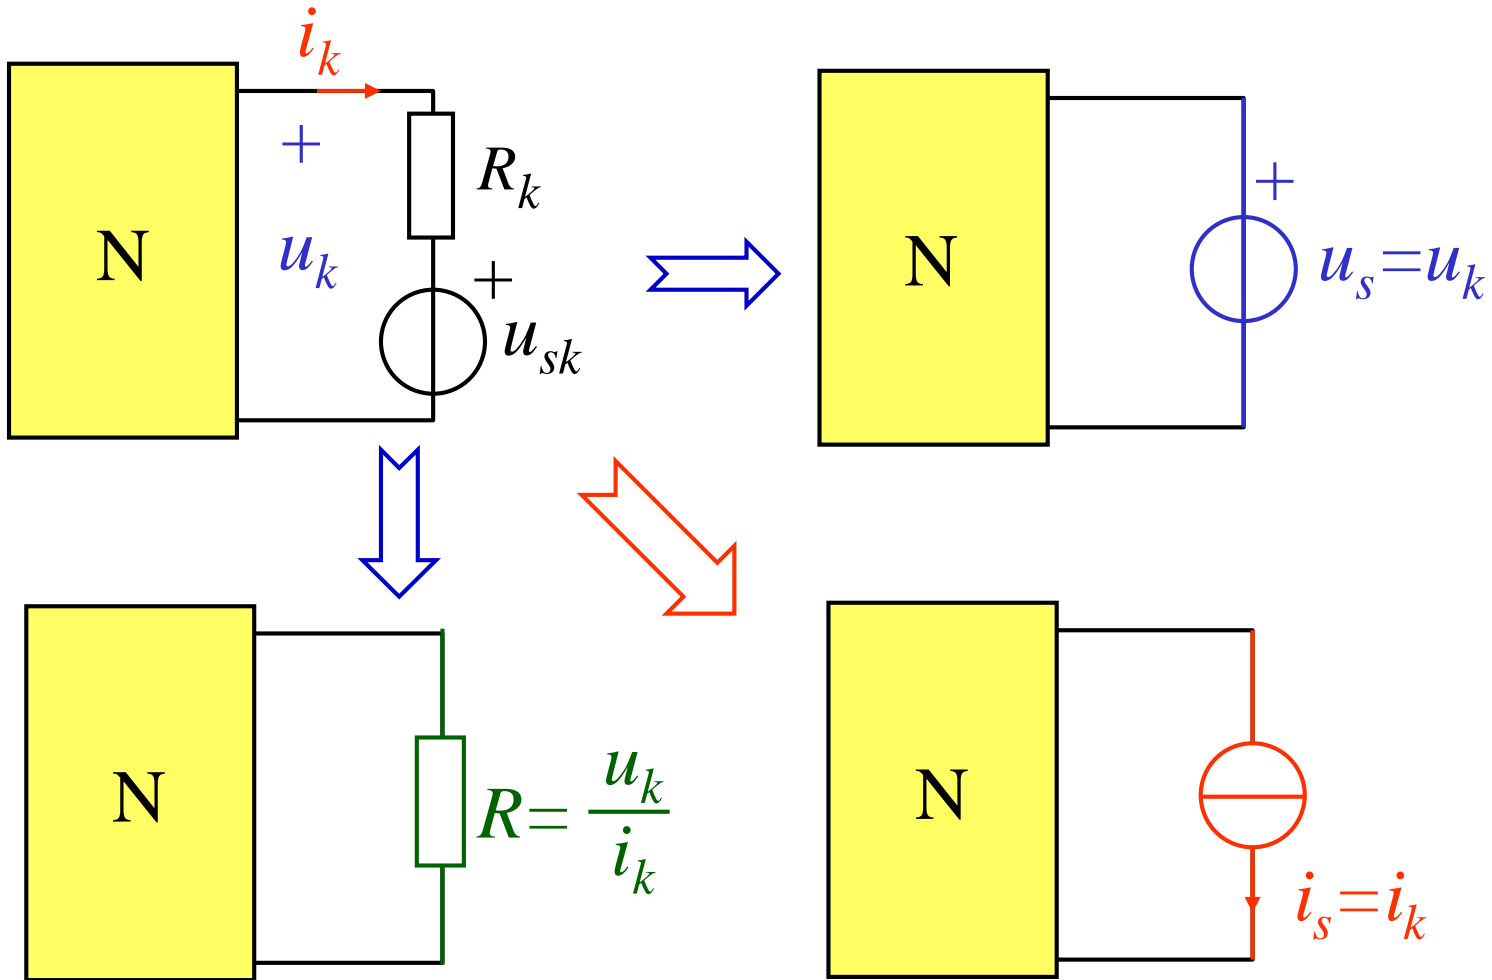 i_k
+
N
u_k
R_k
+
u_sk
N
+
u_s=u_k
N
R= u_k / i_k
N
i_s=i_k